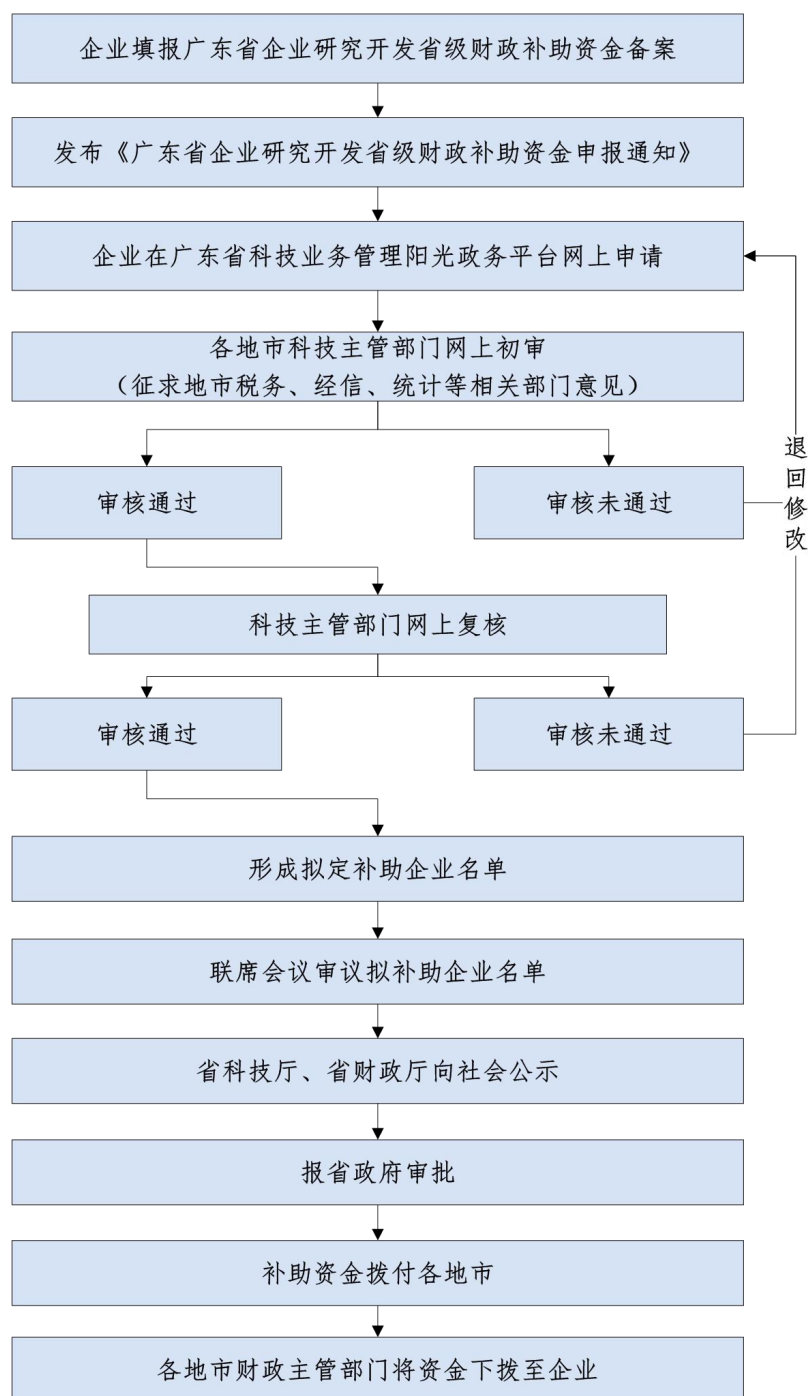 企业填报广东省企业研究开发省级财政补助资金备案
发布《广东省企业研究开发省级财政补助资金申报通知》
企业在广东省科技业务管理阳光政务平台网上申请
各地市科技主管部门网上初审
（征求地市税务、经信、统计等相关部门意见）
审核通过
审核未通过
退回修改
科技主管部门网上复核
审核通过
审核未通过
形成拟定补助企业名单
联席会议审议拟补助企业名单
省科技厅、省财政厅向社会公示
报省政府审批
补助资金拨付各地市
各地市财政主管部门将资金下拨至企业